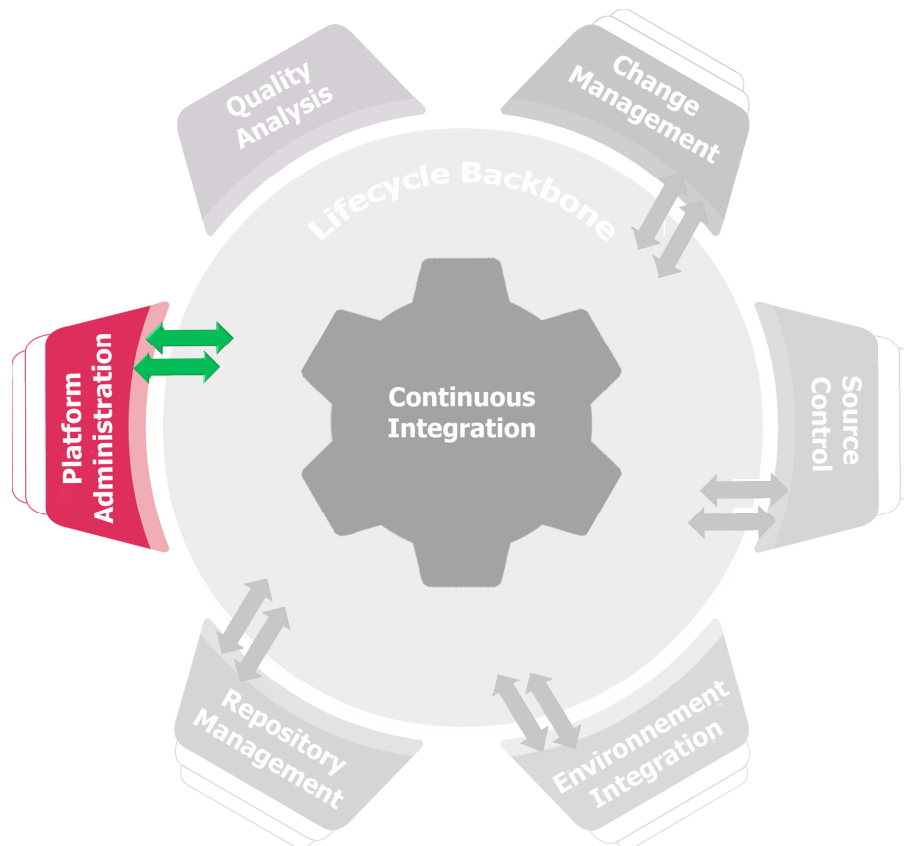 Quality
Analysis
Change
Management
Lifecycle Backbone
Platform
Administration
Continuous
Integration
Source
Control
Repository
Management
Environnement
Integration